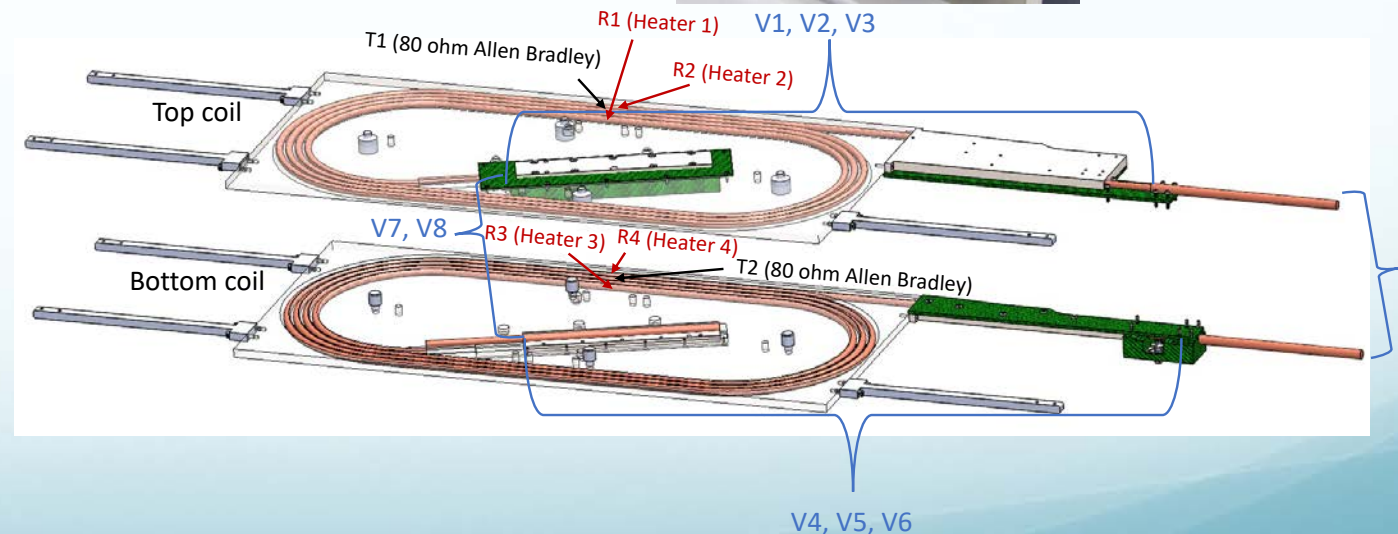 R1 (Heater 1)
V1, V2, V3
T1 (80 ohm Allen Bradley)
R2 (Heater 2)
Top coil
V7, V8
R3 (Heater 3)
R4 (Heater 4)
T2 (80 ohm Allen Bradley)
Bottom coil
V4, V5, V6